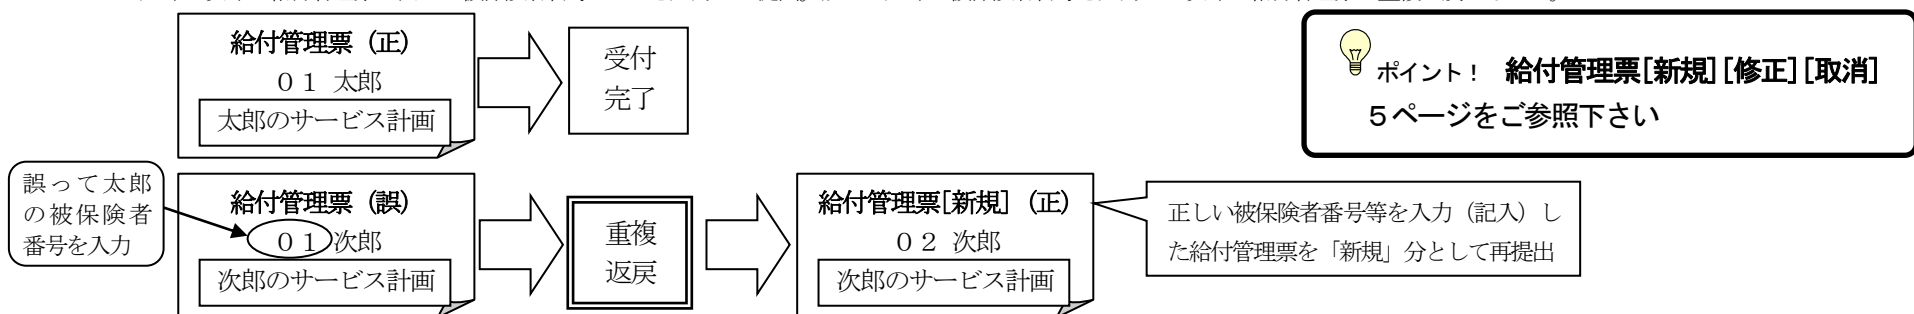 給付管理票（正）
０１ 太郎
太郎のサービス計画
受付
完了
ポイント！ 給付管理票[新規][修正][取消]
５ページをご参照下さい
誤って太郎
の被保険者
番号を入力
給付管理票（誤）
０１ 次郎
次郎のサービス計画
重複
返戻
給付管理票[新規]（正）
０２ 次郎
次郎のサービス計画
正しい被保険者番号等を入力（記入）し
た給付管理票を「新規」分として再提出